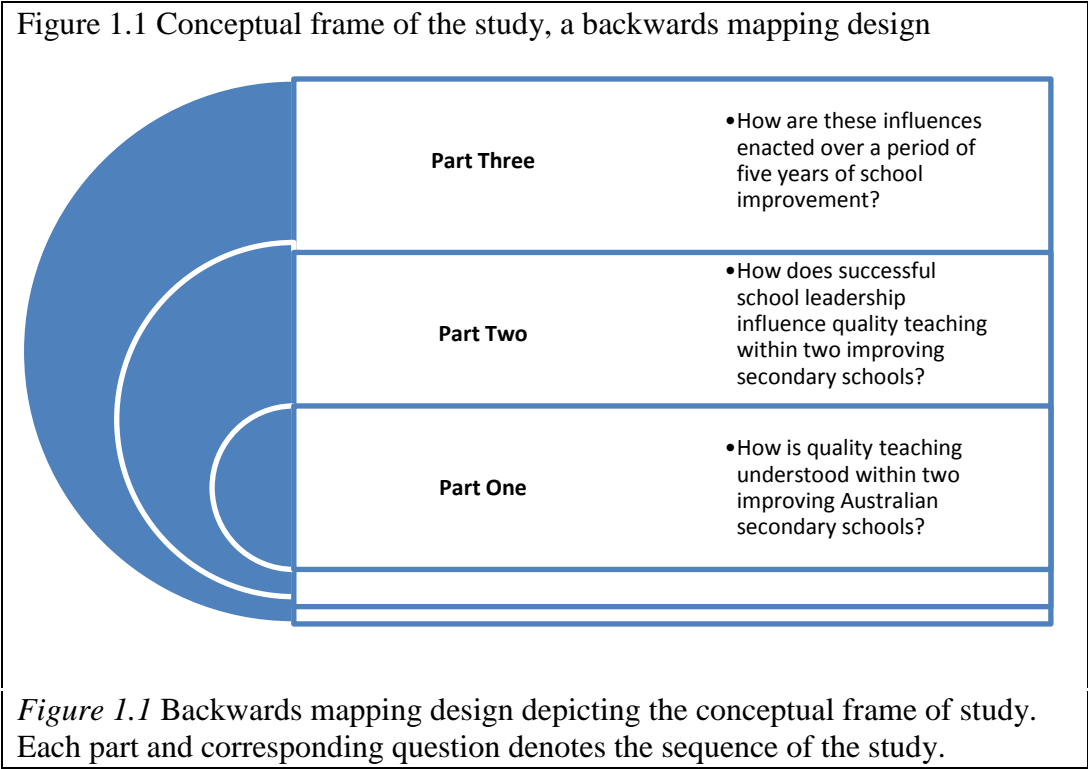 Figure 1.1 Conceptual frame of the study, a backwards mapping design
Part Three
•How are these influences
enacted over a period of
five years of school
improvement?
Part Two
•How does successful
school leadership
influence quality teaching
within two improving
secondary schools?
Part One
•How is quality teaching
understood within two
improving Australian
secondary schools?
Figure 1.1 Backwards mapping design depicting the conceptual frame of study.
Each part and corresponding question denotes the sequence of the study.